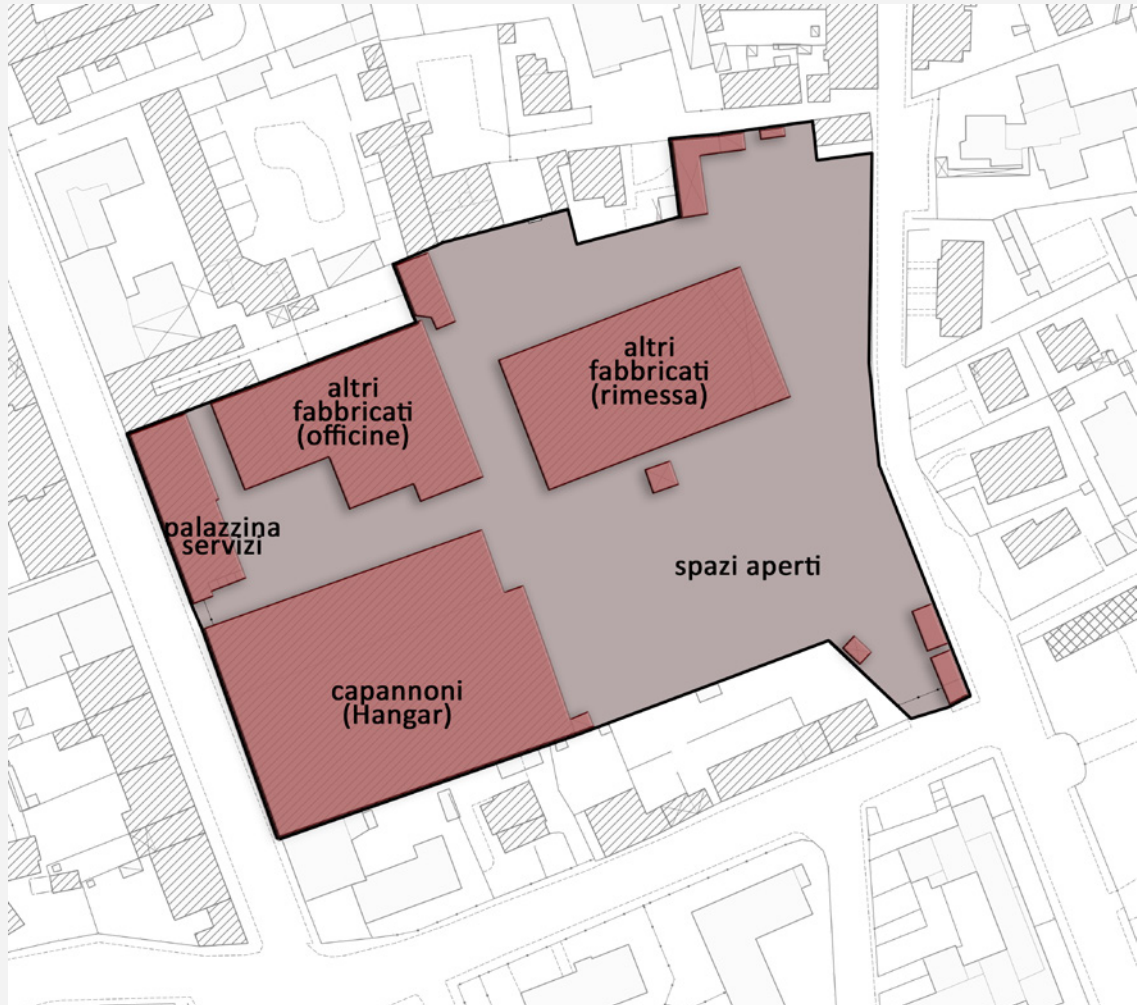 altri
fabbricati
(rimessa)
altri
fabbricati
(officine)
palazzina
servizi
spazi aperti
capannoni
(Hangar)